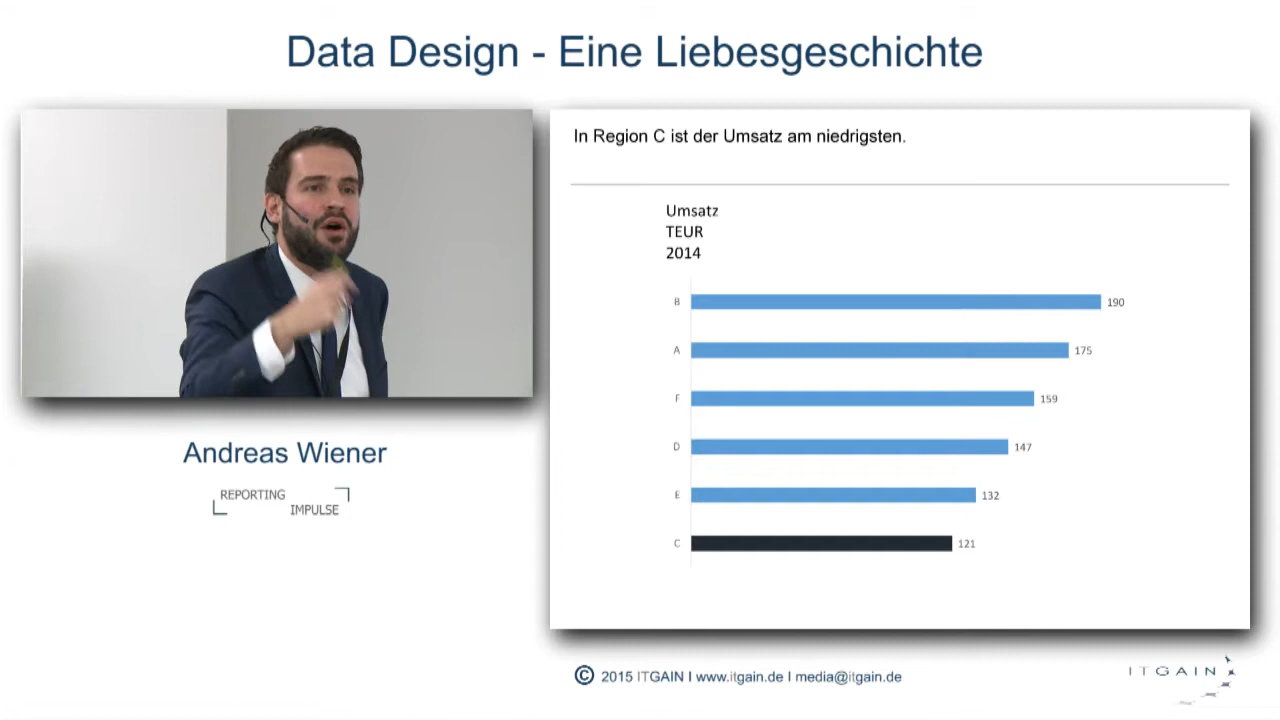 Data Design - Eine Liebesgeschichte
In Region C ist der Umsatz am niedrigsten.
Umsatz
TEUR
2014
B 190
A 175
F 159
D 147
E 132
C 121
Andreas Wiener
REPORTING
IMPULSE
© 2015 ITGAIN I www.itgain.de I media@itgain.de
ITGAIN